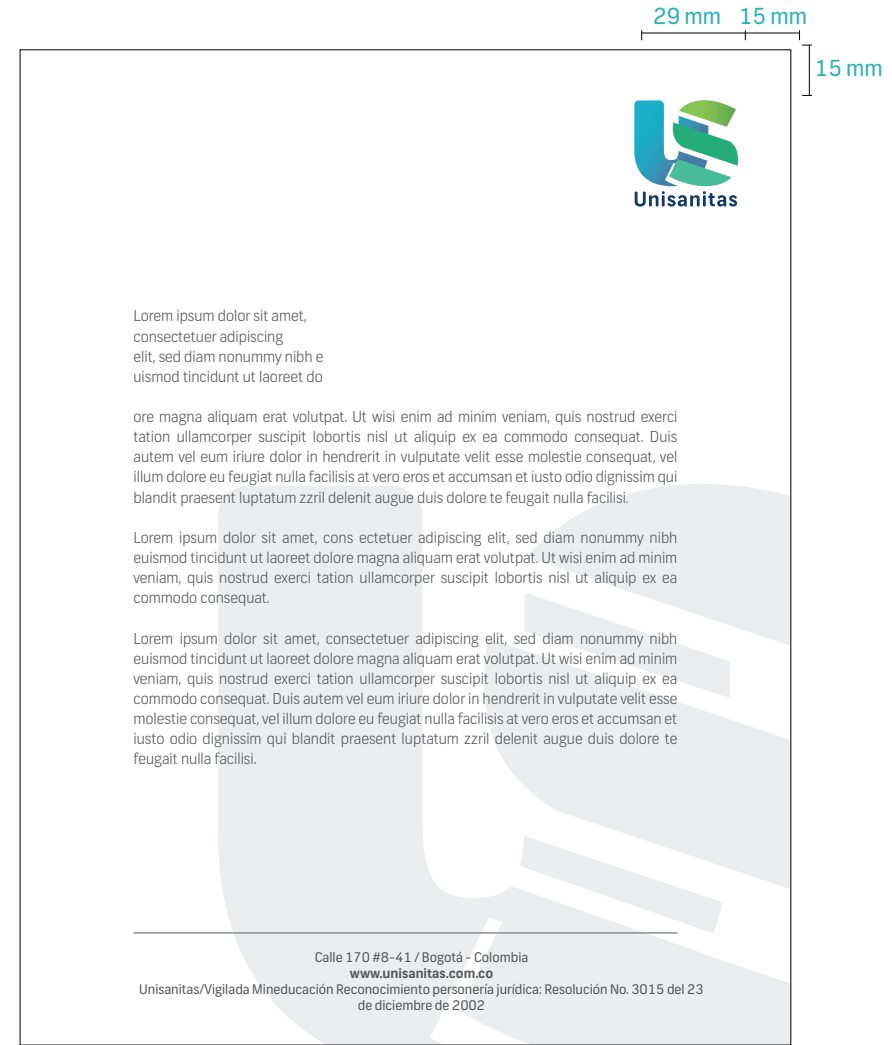 29 mm 15 mm
15 mm
Unisanitas
Lorem ipsum dolor sit amet,
consectetuer adipiscing
elit, sed diam nonummy nibh e
uismod tincidunt ut laoreet do
ore magna aliquam erat volutpat. Ut wisi enim ad minim veniam, quis nostrud exerci
tation ullamcorper suscipit lobortis nisl ut aliquip ex ea commodo consequat. Duis
autem vel eum iriure dolor in hendrerit in vulputate velit esse molestie consequat, vel
illum dolore eu feugiat nulla facilisis at vero eros et accumsan et iusto odio dignissim qui
blandit praesent luptatum zzril delenit augue duis dolore te feugait nulla facilisi.
Lorem ipsum dolor sit amet, cons ectetuer adipiscing elit, sed diam nonummy nibh
euismod tincidunt ut laoreet dolore magna aliquam erat volutpat. Ut wisi enim ad minim
veniam, quis nostrud exerci tation ullamcorper suscipit lobortis nisl ut aliquip ex ea
commodo consequat.
Lorem ipsum dolor sit amet, consectetuer adipiscing elit, sed diam nonummy nibh
euismod tincidunt ut laoreet dolore magna aliquam erat volutpat. Ut wisi enim ad minim
veniam, quis nostrud exerci tation ullamcorper suscipit lobortis nisl ut aliquip ex ea
commodo consequat. Duis autem vel eum iriure dolor in hendrerit in vulputate velit esse
molestie consequat, vel illum dolore eu feugiat nulla facilisis at vero eros et accumsan et
iusto odio dignissim qui blandit praesent luptatum zzril delenit augue duis dolore te
feugait nulla facilisi.
Calle 170 #8-41 / Bogotá - Colombia
www.unisanitas.com.co
Unisanitas/Vigilada Mineducación Reconocimiento personería jurídica: Resolución No. 3015 del 23
de diciembre de 2002